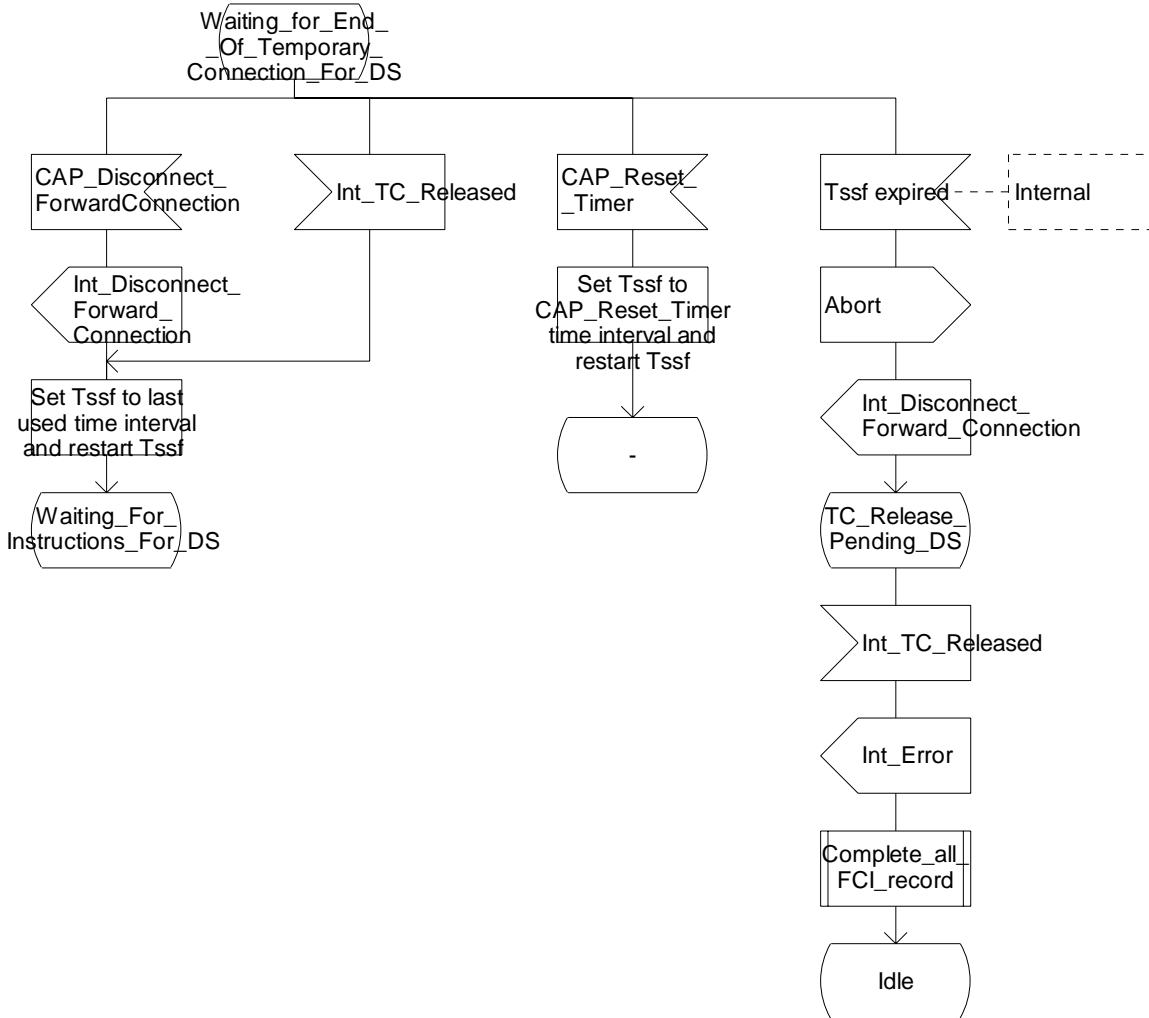 Waiting_for_End_
_Of_Temporary_
Connection_For_DS
CAP_Disconnect_
ForwardConnection
Int_TC_Released
CAP_Reset_
_Timer
Tssf expired
Internal
Int_Disconnect_
Forward_
Connection
Set Tssf to
CAP_Reset_Timer
time interval and
restart Tssf
Abort
Set Tssf to last
used time interval
and restart Tssf
Int_Disconnect_
Forward_Connection
-
Waiting_For_
Instructions_For_DS
TC_Release_
Pending_DS
Int_TC_Released
Int_Error
Complete_all_
FCI_record
Idle